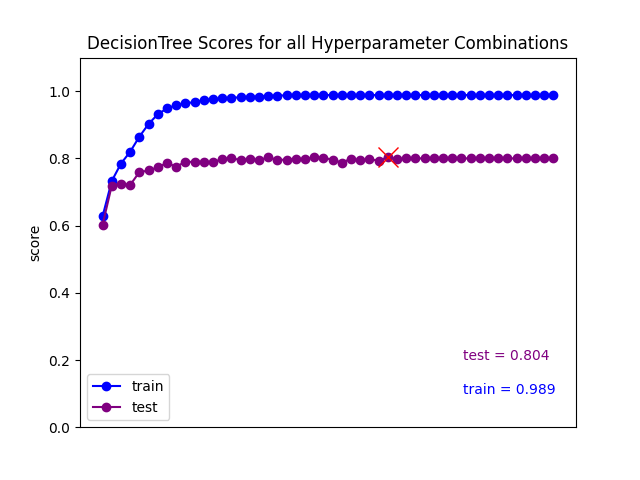 DecisionTree Scores for all Hyperparameter Combinations
1.0
0.8
0.6
0.4
0.2
0.0
score
test = 0.804
train = 0.989
train
test